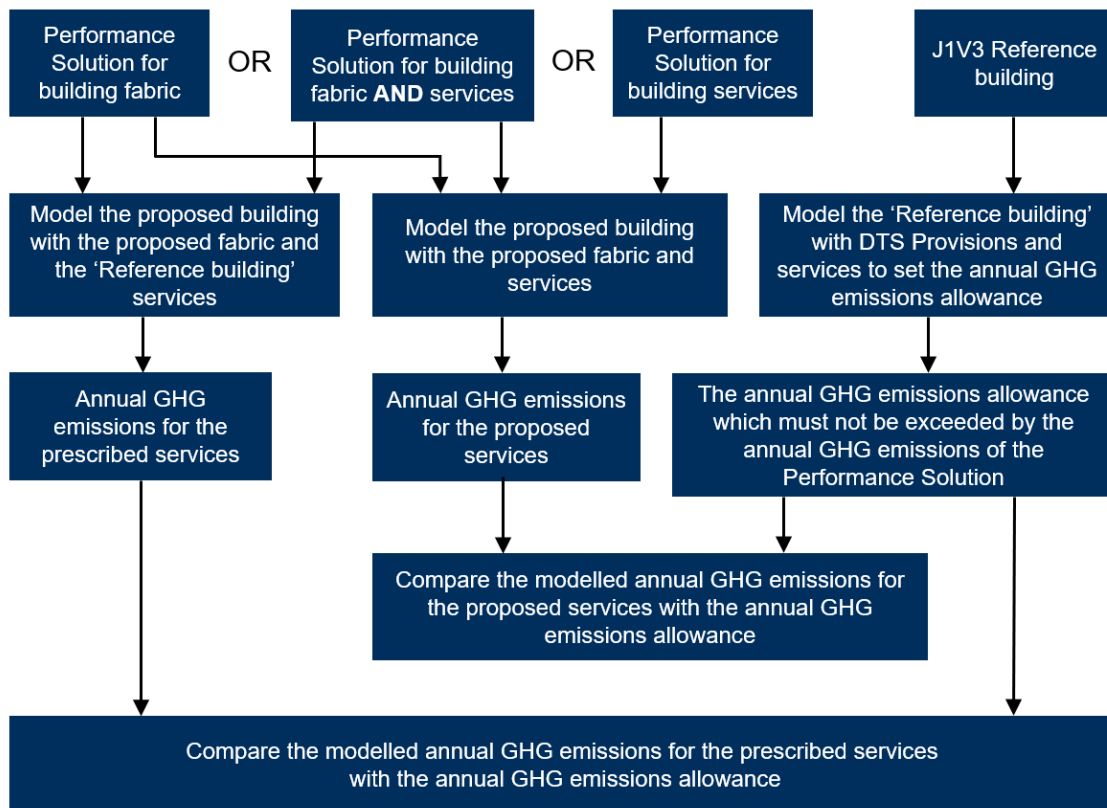 Performance
Solution for
building fabric
OR
Performance
Solution for building
fabric AND services
OR
Performance
Solution for
building services
J1V3 Reference
building
Model the proposed building
with the proposed fabric and
the ‘Reference building’
services
Model the proposed building
with the proposed fabric and
services
Model the ‘Reference building’
with DTS Provisions and
services to set the annual GHG
emissions allowance
Annual GHG
emissions for the
prescribed services
Annual GHG emissions
for the proposed
services
The annual GHG emissions allowance
which must not be exceeded by the
annual GHG emissions of the
Performance Solution
Compare the modelled annual GHG emissions for
the proposed services with the annual GHG
emissions allowance
Compare the modelled annual GHG emissions for the prescribed services
with the annual GHG emissions allowance